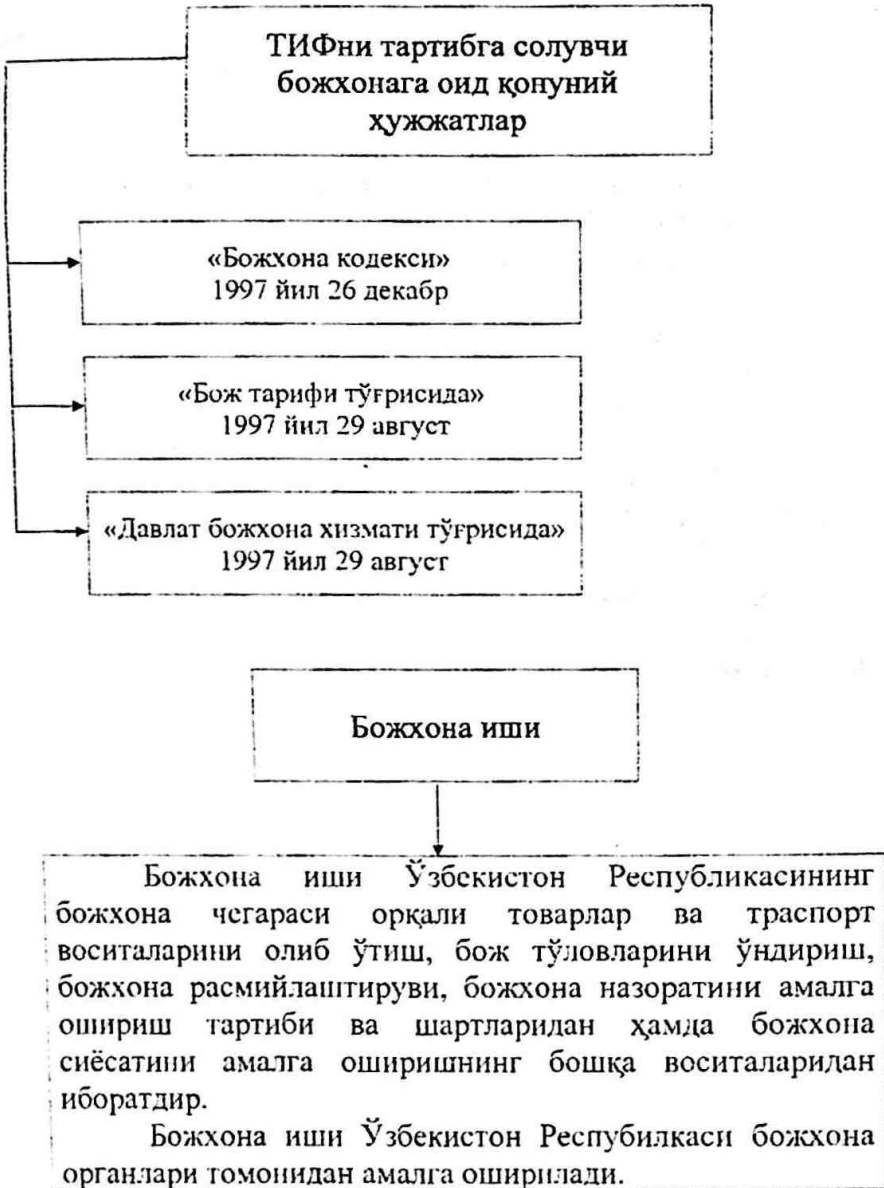 ТИФни тартибга солувчи
божхонага оид қонуний
ҳужжатлар
«Божхона кодекси»
1997 йил 26 декабр
«Бож тарифи тўғрисида»
1997 йил 29 август
«Давлат божхона хизмати тўғрисида»
1997 йил 29 август
Божхона иши
Божхона иши Ўзбекистон Республикасининг
божхона чегараси орқали товарлар ва траспорт
воситаларини олиб ўтиш, бож тўловларини ўндириш,
божхона расмийлаштируви, божхона назоратини амалга
ошириш тартиби ва шартларидан ҳамда божхона
сиёсатини амалга оширишнинг бошқа воситаларидан
иборатдир.
Божхона иши Ўзбекистон Респубилкаси божхона
органлари томонидан амалга оширилади.